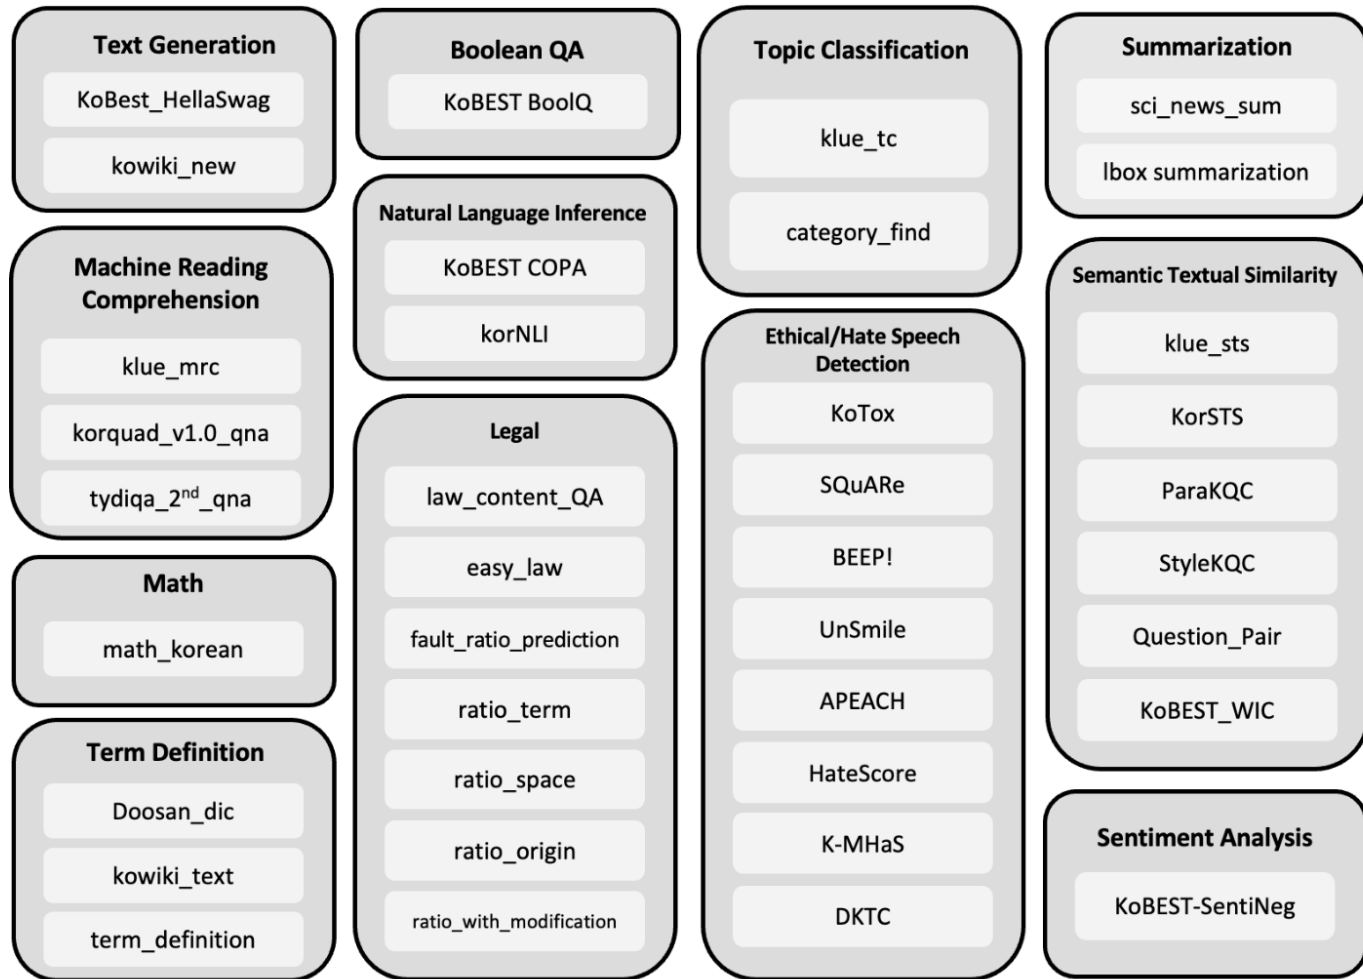 Text Generation
KoBest_HellaSwag
kowiki_new
Machine Reading
Comprehension
klue_mrc
korquad_v1.0_qna
tydiqa_2nd_qna
Math
math_korean
Term Definition
Doosan_dic
kowiki_text
term_definition
Boolean QA
KoBEST BoolQ
Natural Language Inference
KoBEST COPA
korNLI
Legal
law_content_QA
easy_law
fault_ratio_prediction
ratio_term
ratio_space
ratio_origin
ratio_with_modification
Topic Classification
klue_tc
category_find
Ethical/Hate Speech
Detection
KoTox
SQuARe
BEEP!
UnSmile
APEACH
HateScore
K-MHaS
DKTC
Summarization
sci_news_sum
lbox summarization
Semantic Textual Similarity
klue_sts
KorSTS
ParaKQC
StyleKQC
Question_Pair
KoBEST_WIC
Sentiment Analysis
KoBEST-SentiNeg